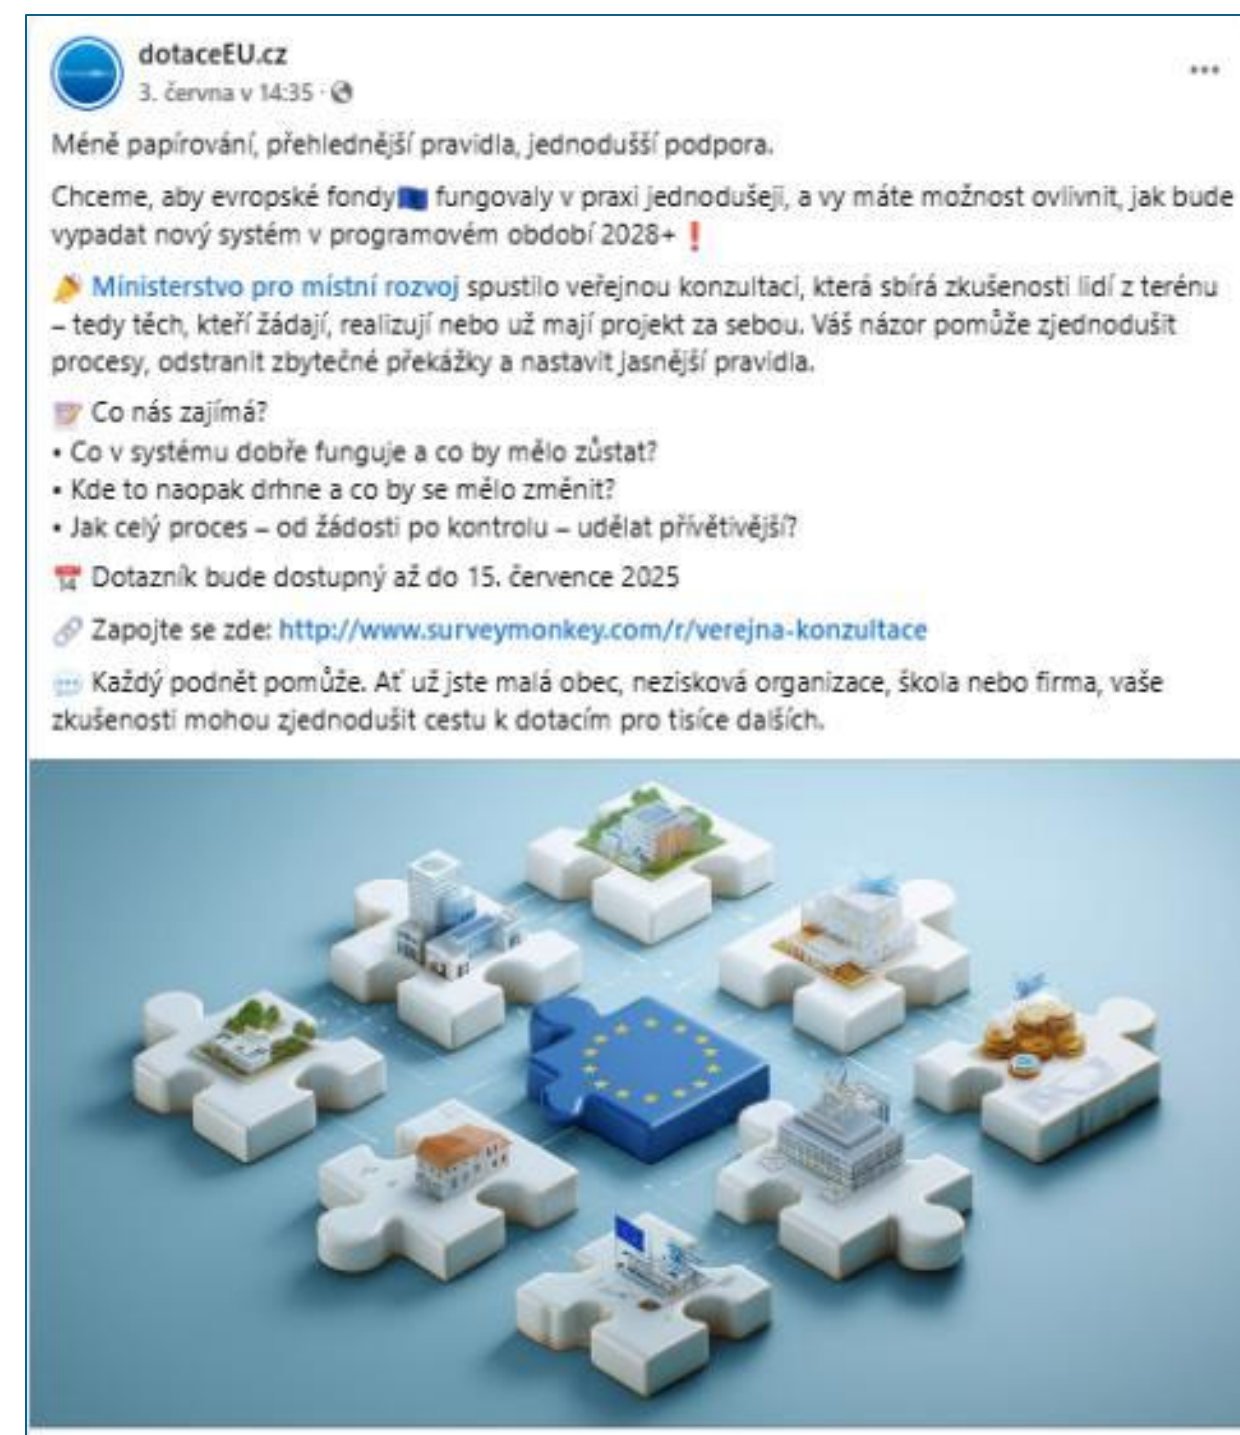 dotaceEU.cz
3. června v 14:35 ·
Méně papírování, přehlednější pravidla, jednodušší podpora.
Chceme, aby evropské fondy🇪🇺 fungovaly v praxi jednodušeji, a vy máte možnost ovlivnit, jak bude
vypadat nový systém v programovém období 2028+ ❗
Ministerstvo pro místní rozvoj spustilo veřejnou konzultaci, která sbírá zkušenosti lidí z terénu
– tedy těch, kteří žádají, realizují nebo už mají projekt za sebou. Váš názor pomůže zjednodušit
procesy, odstranit zbytečné překážky a nastavit jasnější pravidla.
📝 Co nás zajímá?
• Co v systému dobře funguje a co by mělo zůstat?
• Kde to naopak drhne a co by se mělo změnit?
• Jak celý proces – od žádosti po kontrolu – udělat přívětivější?
📅 Dotazník bude dostupný až do 15. července 2025
🔗 Zapojte se zde: http://www.surveymonkey.com/r/verejna-konzultace
💬 Každý podnět pomůže. Ať už jste malá obec, nezisková organizace, škola nebo firma, vaše
zkušenosti mohou zjednodušit cestu k dotacím pro tisíce dalších.